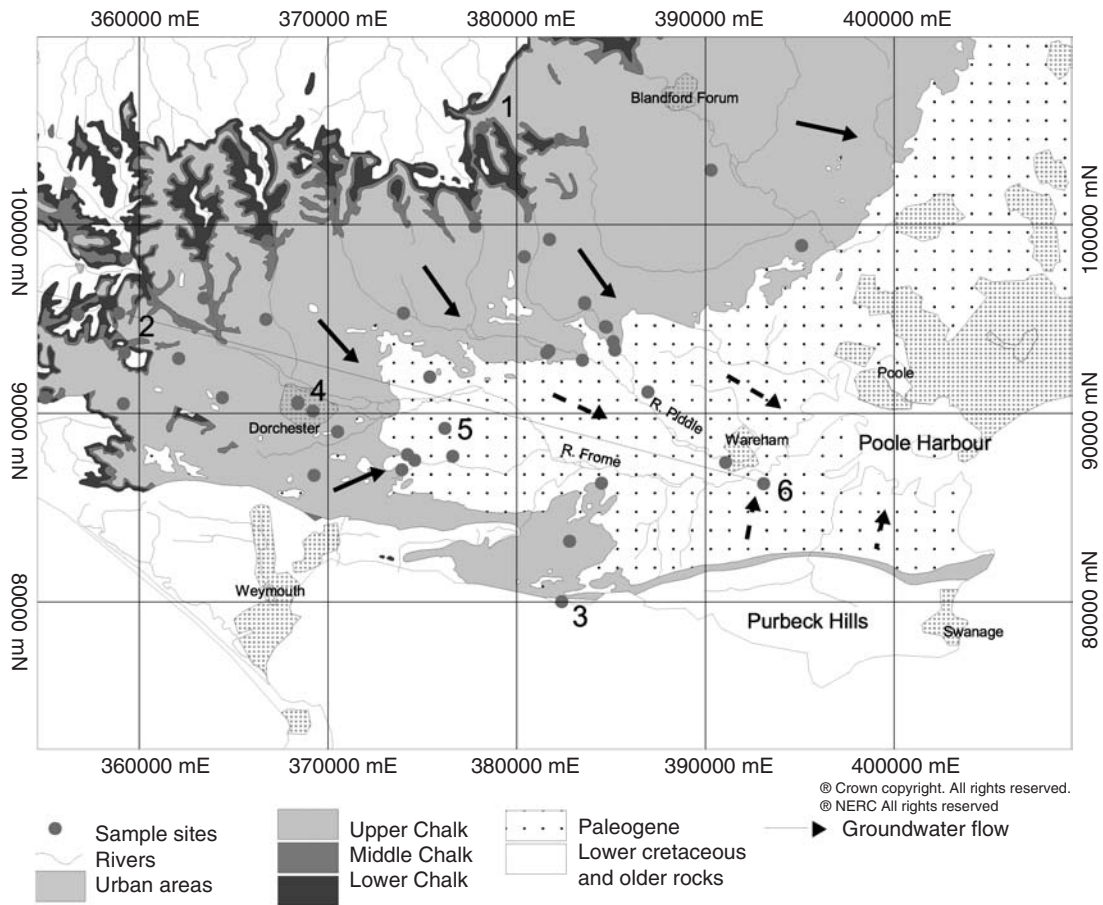 360000 mE 370000 mE 380000 mE 390000 mE 400000 mE
1
Blandford Forum
100000 mN
100000 mN
2
4
Dorchester
90000 mN
5
R. Piddle
R. Frome
Wareham
6
Poole
Poole Harbour
90000 mN
Weymouth
80000 mN
3
Purbeck Hills
Swanage
80000 mN
360000 mE 370000 mE 380000 mE 390000 mE 400000 mE
® Crown copyright. All rights reserved.
® NERC All rights reserved
Sample sites
Rivers
Urban areas
Upper Chalk
Middle Chalk
Lower Chalk
Paleogene
Lower cretaceous
and older rocks
Groundwater flow